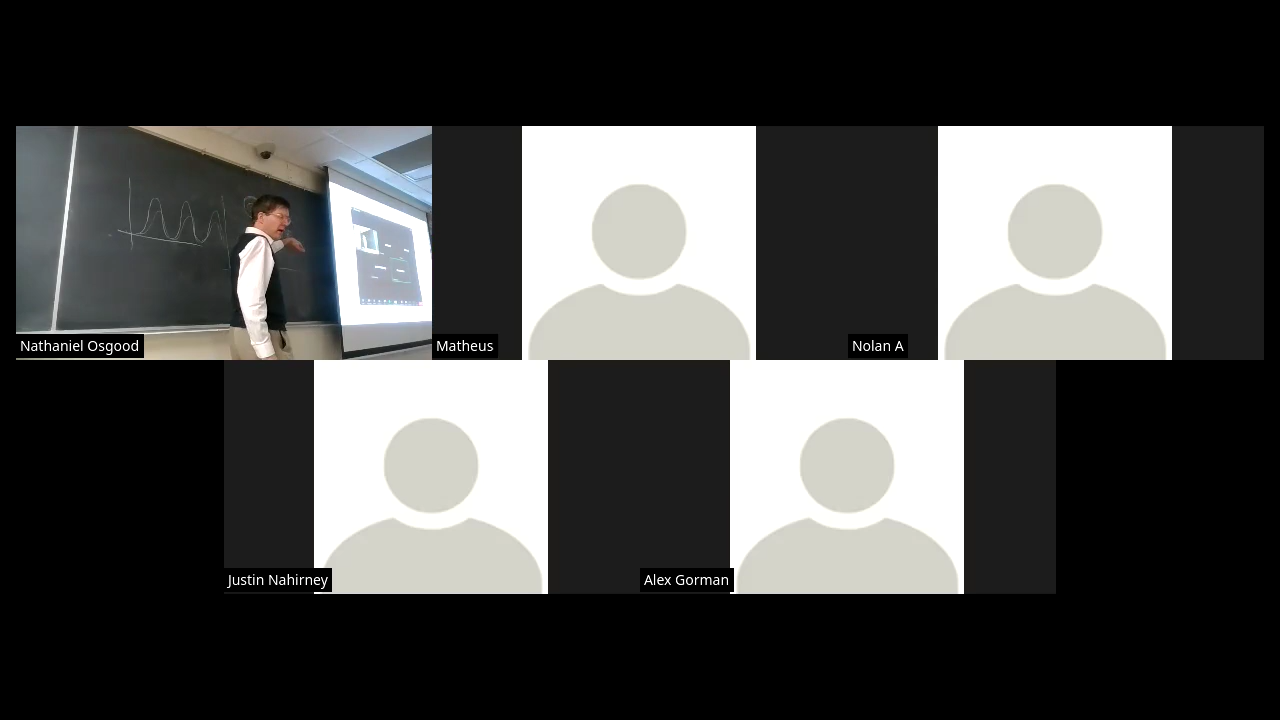 Nathaniel Osgood
Matheus
Nolan A
Justin Nahirney
Alex Gorman